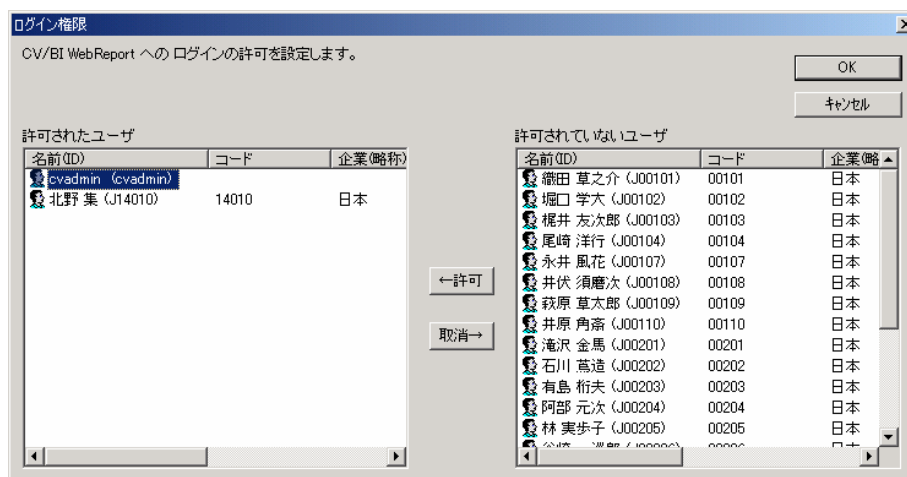 ログイン権限
CV/BI WebReport への ログインの許可を設定します。
OK
キャンセル
許可されたユーザ
名前(ID) コード 企業(略称)
cvadmin (cvadmin)
北野 集 (J14010) 14010 日本
←許可
取消→
許可されていないユーザ
名前(ID) コード 企業(略
織田 草之介 (J00101) 00101 日本
堀口 学大 (J00102) 00102 日本
梶井 友次郎 (J00103) 00103 日本
尾崎 洋行 (J00104) 00104 日本
永井 風花 (J00107) 00107 日本
井伏 須磨次 (J00108) 00108 日本
萩原 草太郎 (J00109) 00109 日本
井原 角斎 (J00110) 00110 日本
滝沢 金馬 (J00201) 00201 日本
石川 蔦造 (J00202) 00202 日本
有島 桁夫 (J00203) 00203 日本
阿部 元次 (J00204) 00204 日本
林 実歩子 (J00205) 00205 日本